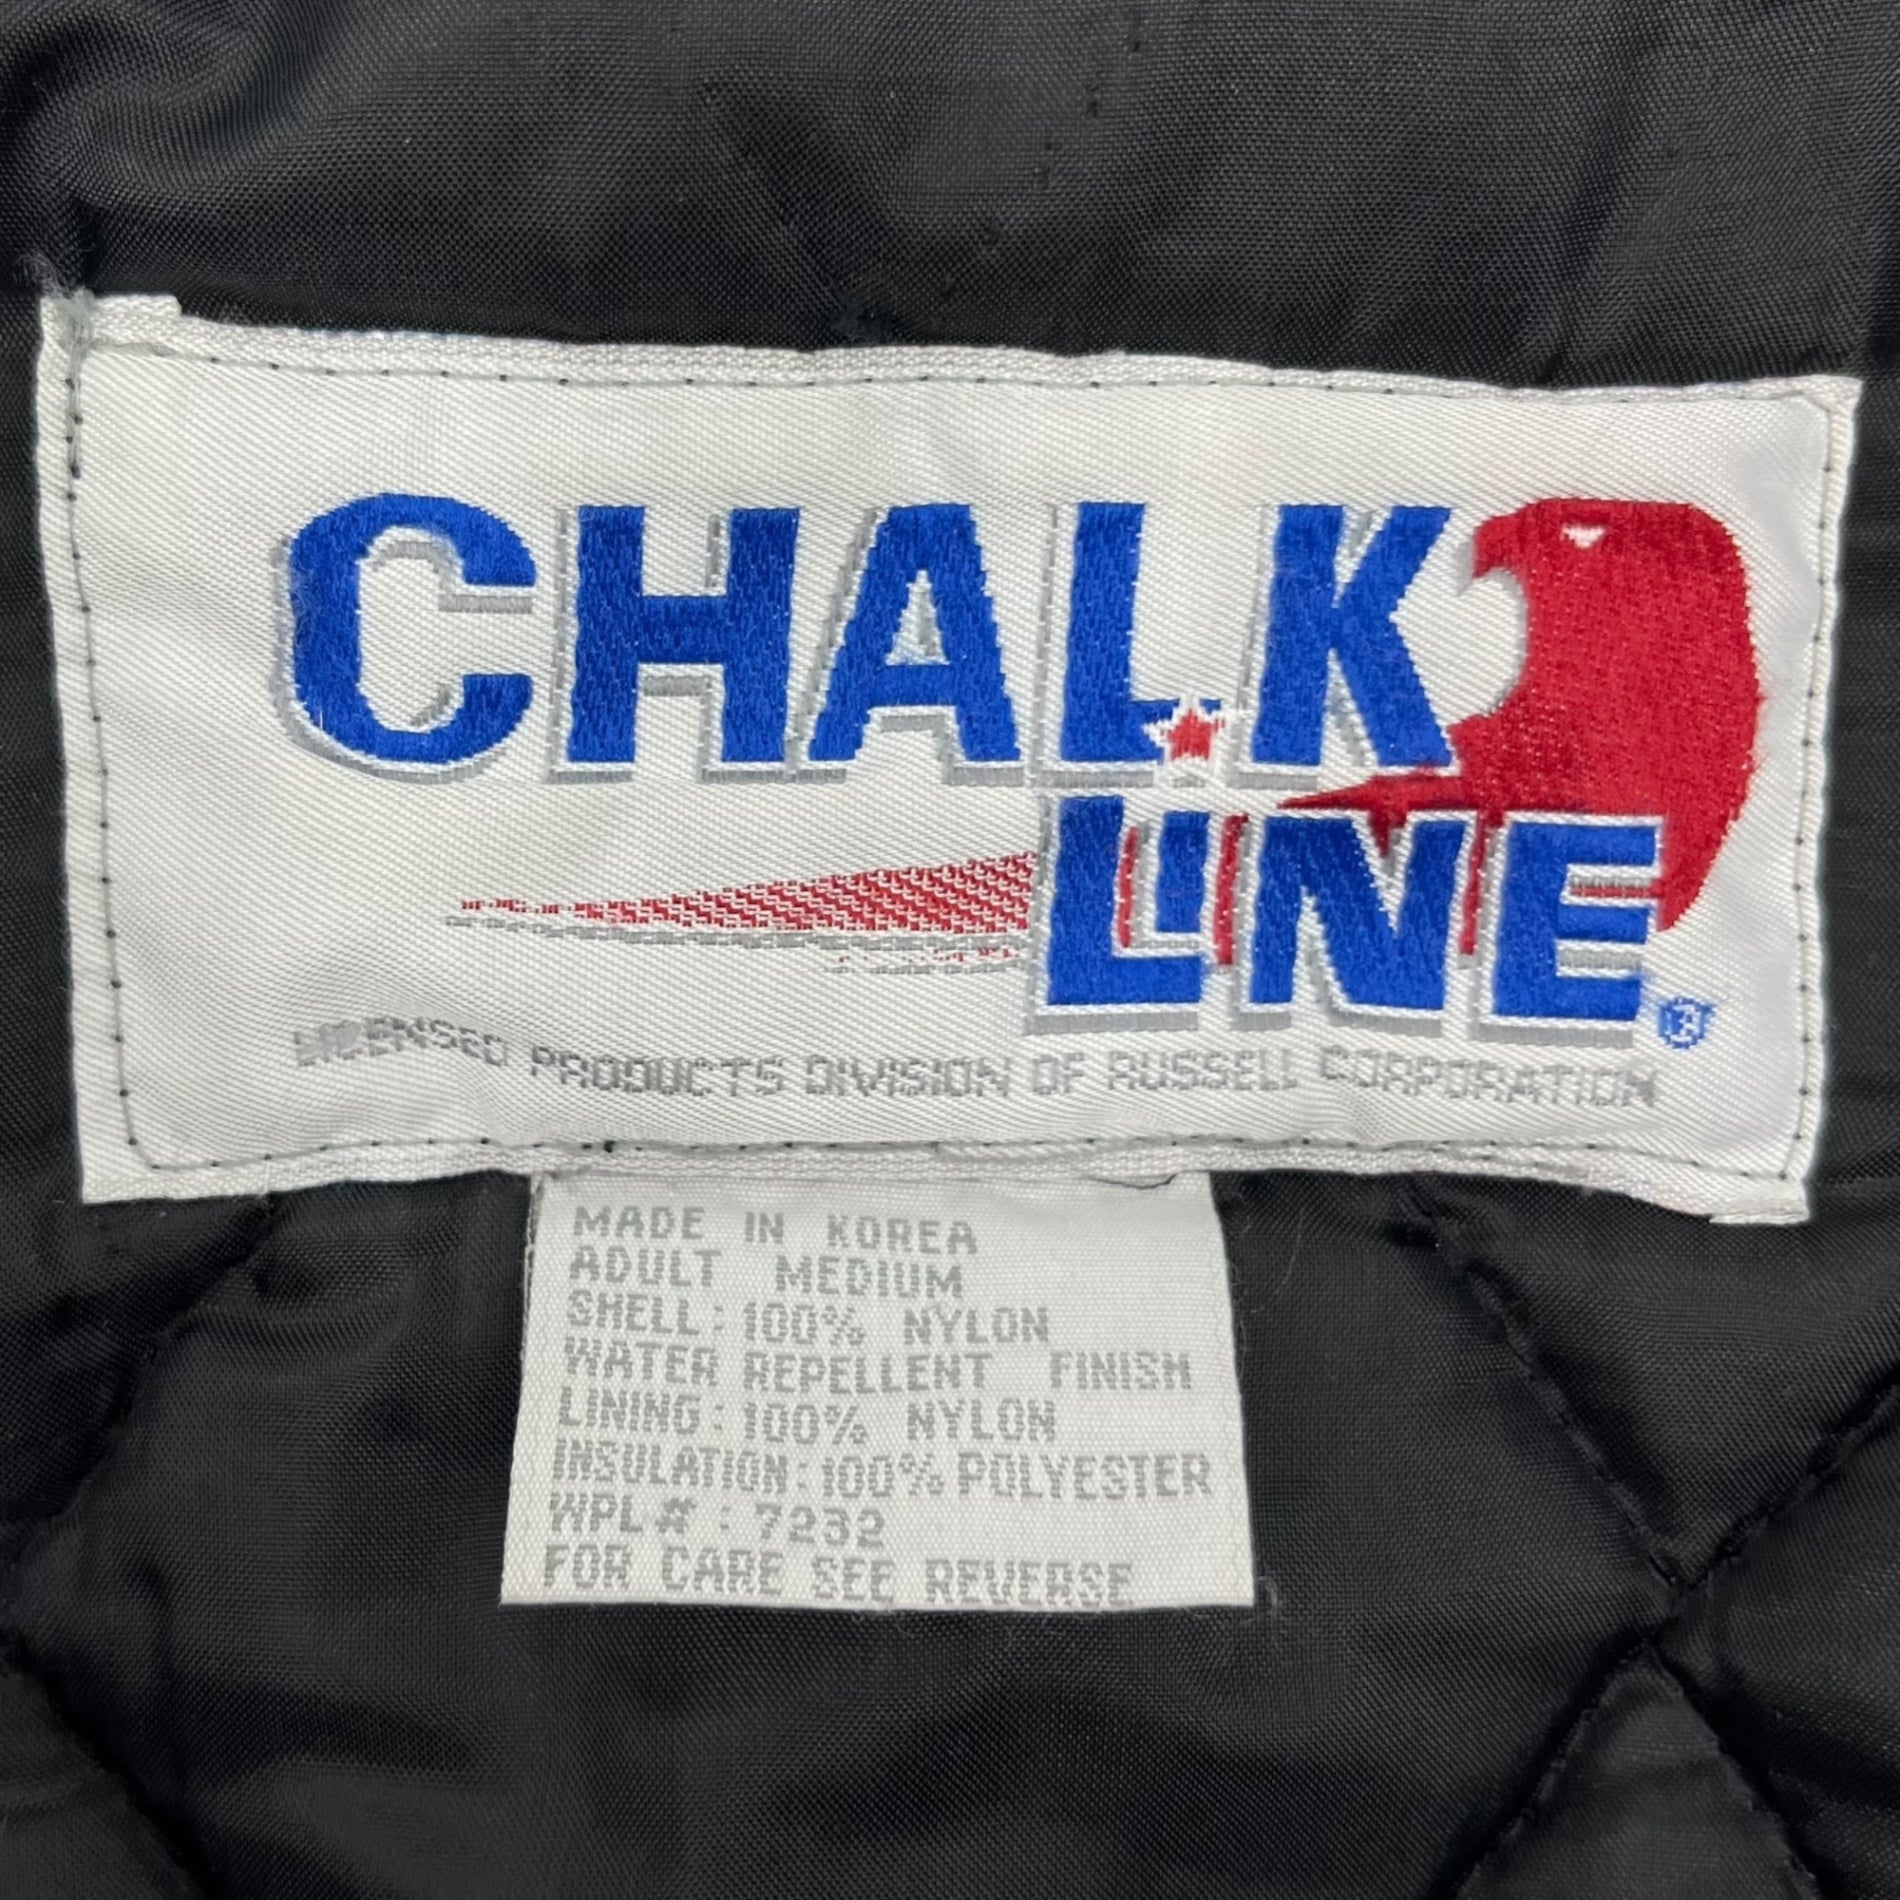 CHALK
LINE®
LICENSED PRODUCTS DIVISION OF RUSSELL CORPORATION
MADE IN KOREA
ADULT MEDIUM
SHELL: 100% NYLON
WATER REPELLENT FINISH
LINING: 100% NYLON
INSULATION: 100% POLYESTER
WPL# : 7232
FOR CARE SEE REVERSE